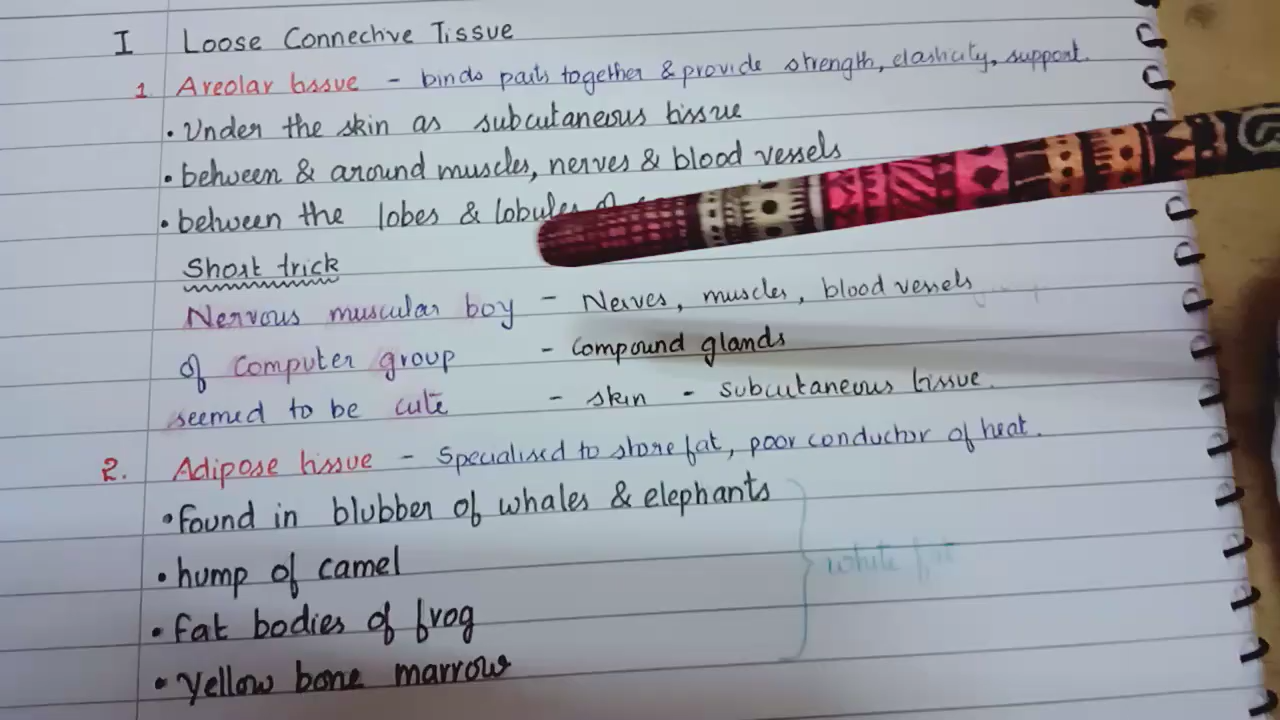 I Loose Connective Tissue
1 Areolar tissue - binds parts together & provide strength, elasticity, support.
• Under the skin as subcutaneous tissue
• between & around muscles, nerves & blood vessels
• between the lobes & lobules of
Short trick
Nervous muscular boy - Nerves, muscles, blood vessels
of computer group - compound glands
seemed to be cute - skin - subcutaneous tissue.
2. Adipose tissue - Specialised to store fat, poor conductor of heat.
• Found in blubber of whales & elephants
• hump of camel
white fat
• Fat bodies of frog
• Yellow bone marrow